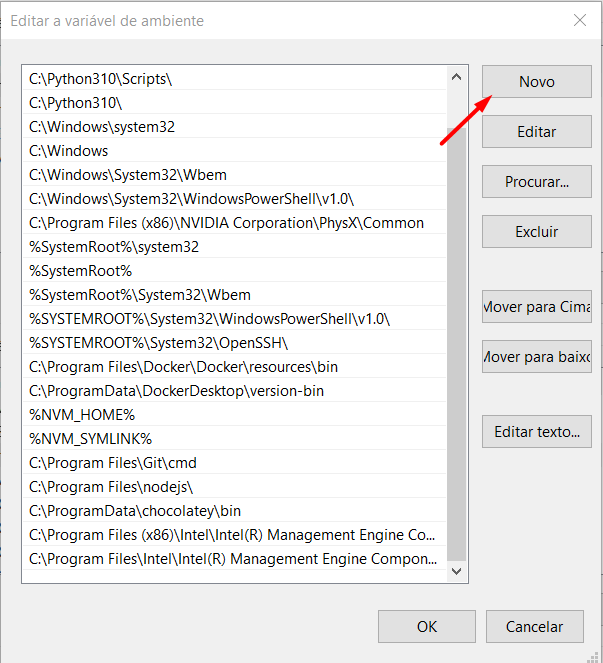 Editar a variável de ambiente
C:\Python310\Scripts\
C:\Python310\
C:\Windows\system32
C:\Windows
C:\Windows\System32\Wbem
C:\Windows\System32\WindowsPowerShell\v1.0\
C:\Program Files (x86)\NVIDIA Corporation\PhysX\Common
%SystemRoot%\system32
%SystemRoot%
%SystemRoot%\System32\Wbem
%SYSTEMROOT%\System32\WindowsPowerShell\v1.0\
%SYSTEMROOT%\System32\OpenSSH\
C:\Program Files\Docker\Docker\resources\bin
C:\ProgramData\DockerDesktop\version-bin
%NVM_HOME%
%NVM_SYMLINK%
C:\Program Files\Git\cmd
C:\Program Files\nodejs\
C:\ProgramData\chocolatey\bin
C:\Program Files (x86)\Intel\Intel(R) Management Engine Co...
C:\Program Files\Intel\Intel(R) Management Engine Compon...
Novo
Editar
Procurar...
Excluir
Mover para Cima
Mover para baixo
Editar texto...
OK
Cancelar